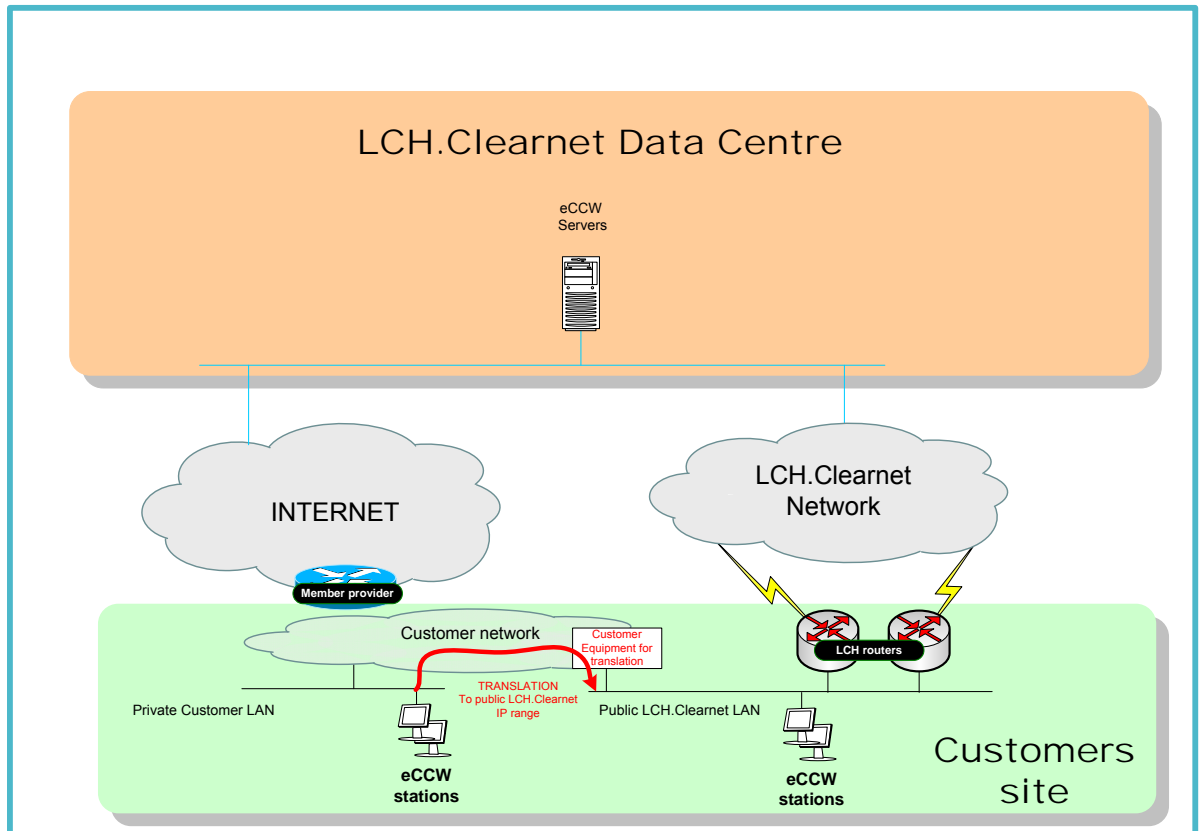 LCH.Clearnet Data Centre
eCCW
Servers
INTERNET
LCH.Clearnet
Network
Member provider
Customer network
Customer
Equipment for
translation
LCH routers
TRANSLATION
To public LCH.Clearnet
IP range
Private Customer LAN
Public LCH.Clearnet LAN
eCCW
stations
eCCW
stations
Customers
site